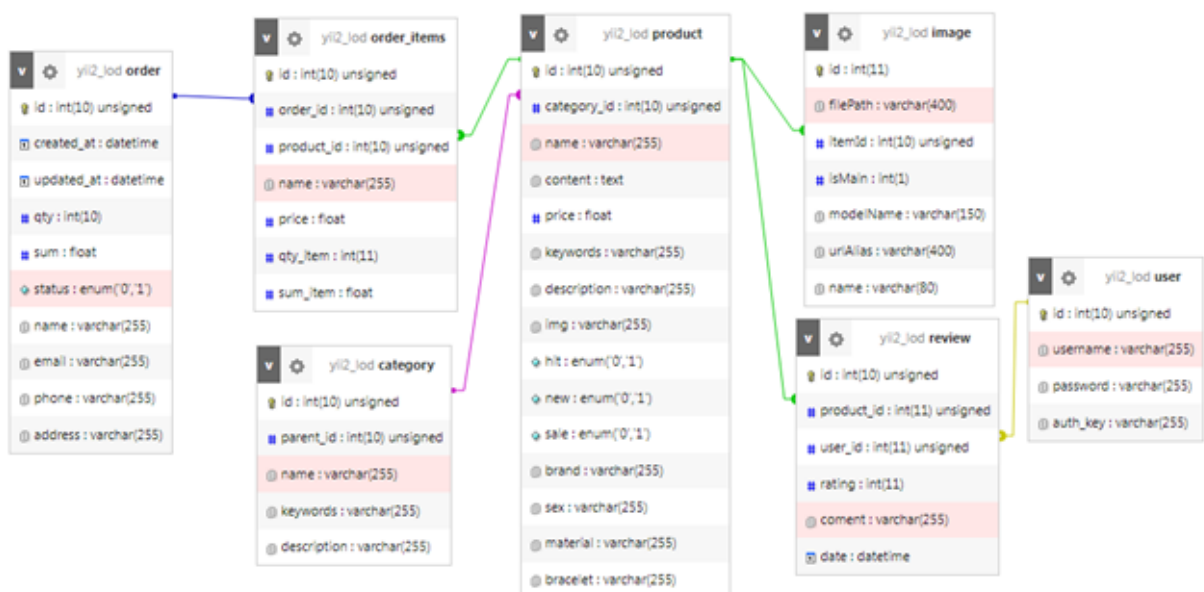 yii2_lod order
id : int(10) unsigned
created_at : datetime
updated_at : datetime
qty : int(10)
sum : float
status : enum('0','1')
name : varchar(255)
email : varchar(255)
phone : varchar(255)
address : varchar(255)
yii2_lod order_items
id : int(10) unsigned
order_id : int(10) unsigned
product_id : int(10) unsigned
name : varchar(255)
price : float
qty_item : int(11)
sum_item : float
yii2_lod category
id : int(10) unsigned
parent_id : int(10) unsigned
name : varchar(255)
keywords : varchar(255)
description : varchar(255)
yii2_lod product
id : int(10) unsigned
category_id : int(10) unsigned
name : varchar(255)
content : text
price : float
keywords : varchar(255)
description : varchar(255)
img : varchar(255)
hit : enum('0','1')
new : enum('0','1')
sale : enum('0','1')
brand : varchar(255)
sex : varchar(255)
material : varchar(255)
bracelet : varchar(255)
yii2_lod image
id : int(11)
filePath : varchar(400)
itemId : int(10) unsigned
isMain : int(1)
modelName : varchar(150)
urlAlias : varchar(400)
name : varchar(80)
yii2_lod review
id : int(10) unsigned
product_id : int(11) unsigned
user_id : int(11) unsigned
rating : int(11)
coment : varchar(255)
date : datetime
yii2_lod user
id : int(10) unsigned
username : varchar(255)
password : varchar(255)
auth_key : varchar(255)